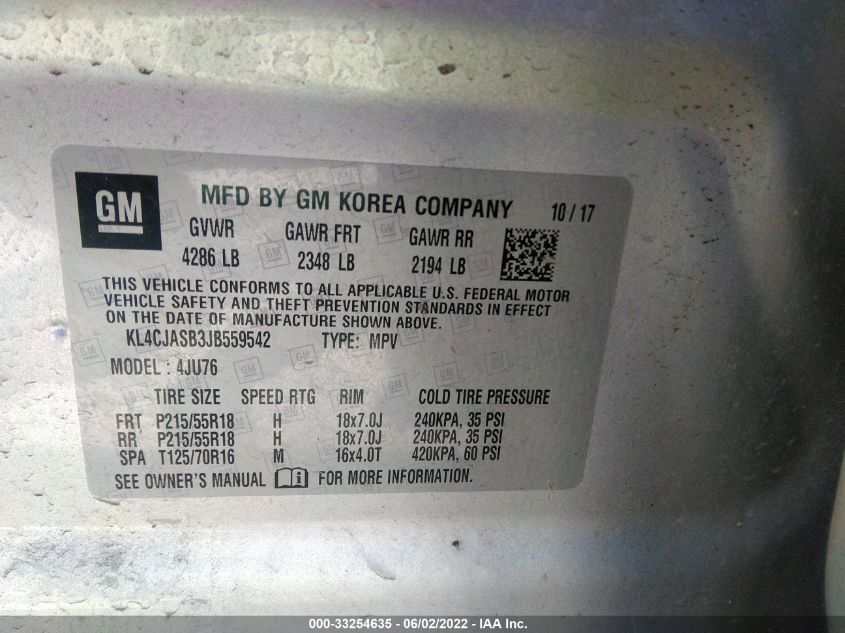 GM
MFD BY GM KOREA COMPANY 10/17
GVWR GAWR FRT GAWR RR
4286 LB 2348 LB 2194 LB
THIS VEHICLE CONFORMS TO ALL APPLICABLE U.S. FEDERAL MOTOR
VEHICLE SAFETY AND THEFT PREVENTION STANDARDS IN EFFECT
ON THE DATE OF MANUFACTURE SHOWN ABOVE.
KL4CJASB3JB559542 TYPE: MPV
MODEL: 4JU76
TIRE SIZE SPEED RTG RIM COLD TIRE PRESSURE
FRT P215/55R18 H 18x7.0J 240KPA, 35 PSI
RR P215/55R18 H 18x7.0J 240KPA, 35 PSI
SPA T125/70R16 M 16x4.0T 420KPA, 60 PSI
SEE OWNER'S MANUAL FOR MORE INFORMATION.
000-33254635 - 06/02/2022 - IAA Inc.